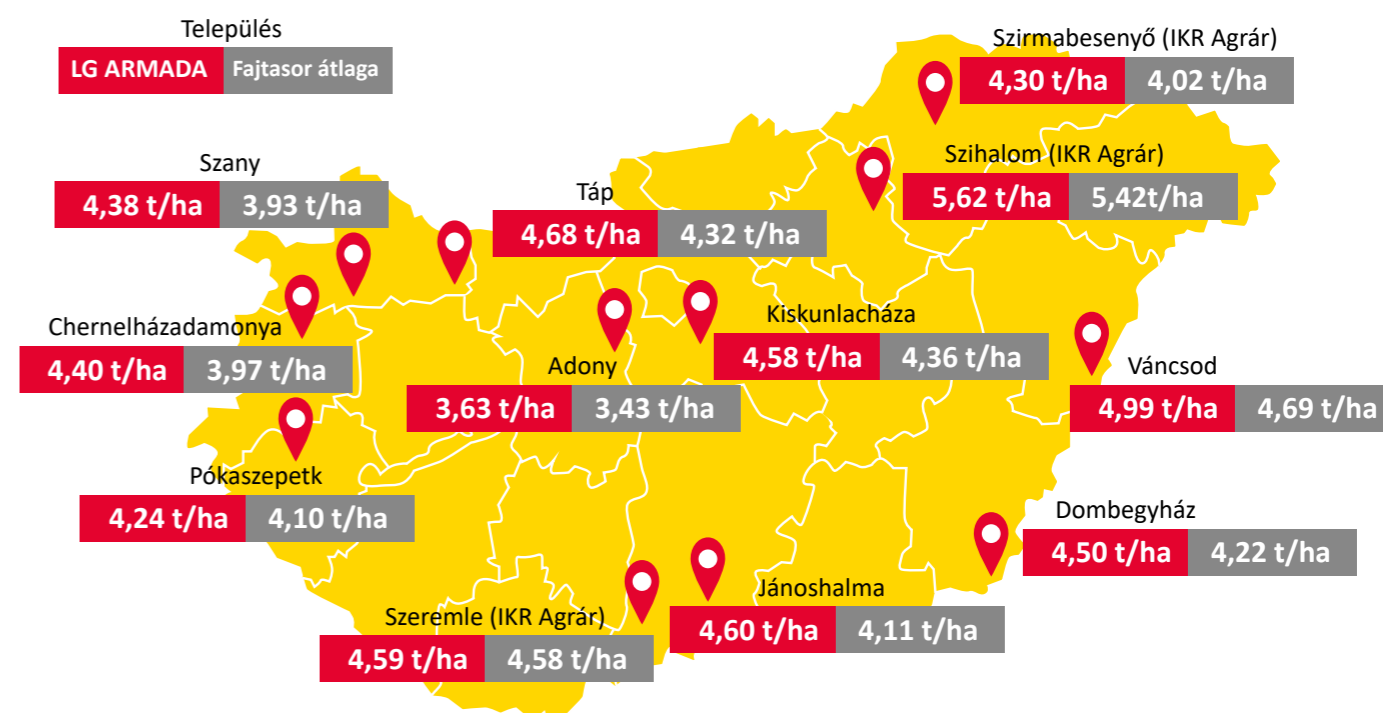 Település
LG ARMADA Fajtasor átlaga
Szirmabesenyő (IKR Agrár)
4,30 t/ha 4,02 t/ha
Szihalom (IKR Agrár)
5,62 t/ha 5,42t/ha
Szany
4,38 t/ha 3,93 t/ha
Táp
4,68 t/ha 4,32 t/ha
Chernelházadamonya
4,40 t/ha 3,97 t/ha
Kiskunlacháza
4,58 t/ha 4,36 t/ha
Adony
3,63 t/ha 3,43 t/ha
Váncsod
4,99 t/ha 4,69 t/ha
Pókaszepetk
4,24 t/ha 4,10 t/ha
Dombegyház
4,50 t/ha 4,22 t/ha
Jánoshalma
4,60 t/ha 4,11 t/ha
Szeremle (IKR Agrár)
4,59 t/ha 4,58 t/ha